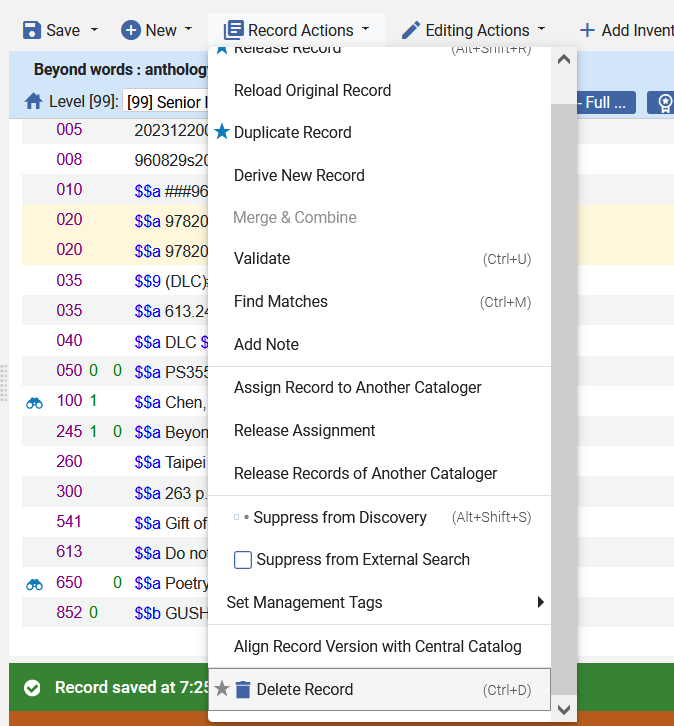 Save New Record Actions Editing Actions Add Invent
Release Record (Alt+Shift+R)
Beyond words : antholog
Reload Original Record
Level [99]: [99] Senior
- Full ...
005 202312200
Duplicate Record
008 960829s20
Derive New Record
010 $$a ###96
020 $$a 97820
Merge & Combine
020 $$a 97820
Validate (Ctrl+U)
035 $$9 (DLC)
Find Matches (Ctrl+M)
035 $$a 613.24
040 $$a DLC $
Add Note
050 0 0 $$a PS355
Assign Record to Another Cataloger
100 1 $$a Chen,
245 1 0 $$a Beyon
Release Assignment
260 $$a Taipei
Release Records of Another Cataloger
300 $$a 263 p.
541 $$a Gift of
Suppress from Discovery (Alt+Shift+S)
613 $$a Do no
Suppress from External Search
650 0 $$a Poetry
Set Management Tags
852 0 $$b GUSH
Align Record Version with Central Catalog
Record saved at 7:25
Delete Record (Ctrl+D)